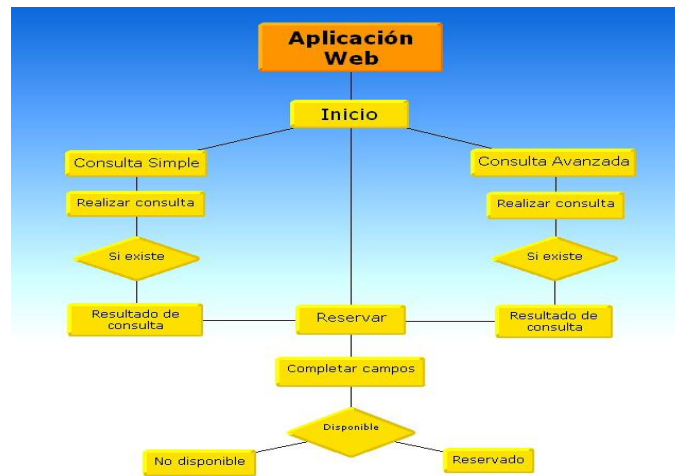 Aplicación
Web
Inicio
Consulta Simple
Consulta Avanzada
Realizar consulta
Realizar consulta
Si existe
Si existe
Resultado de
consulta
Reservar
Resultado de
consulta
Completar campos
Disponible
No disponible
Reservado